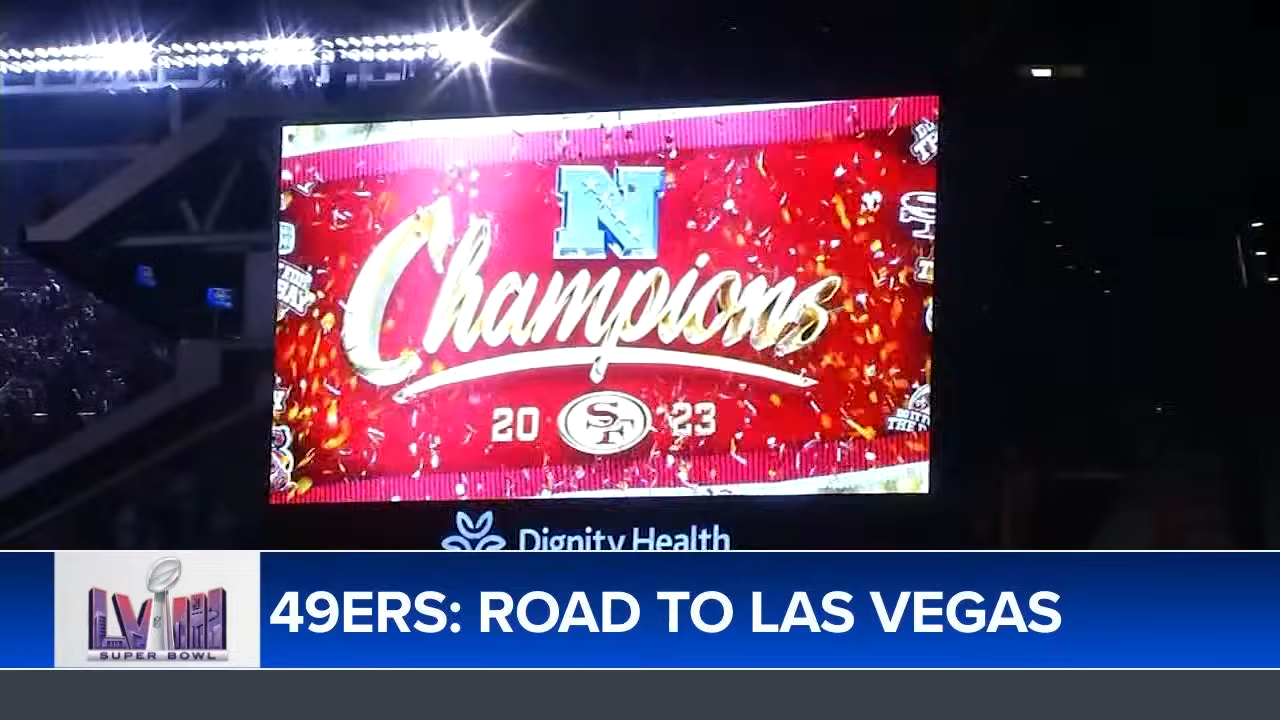 N
Champions
20 SF 23
Dignity Health
LVIII
SUPER BOWL
49ERS: ROAD TO LAS VEGAS